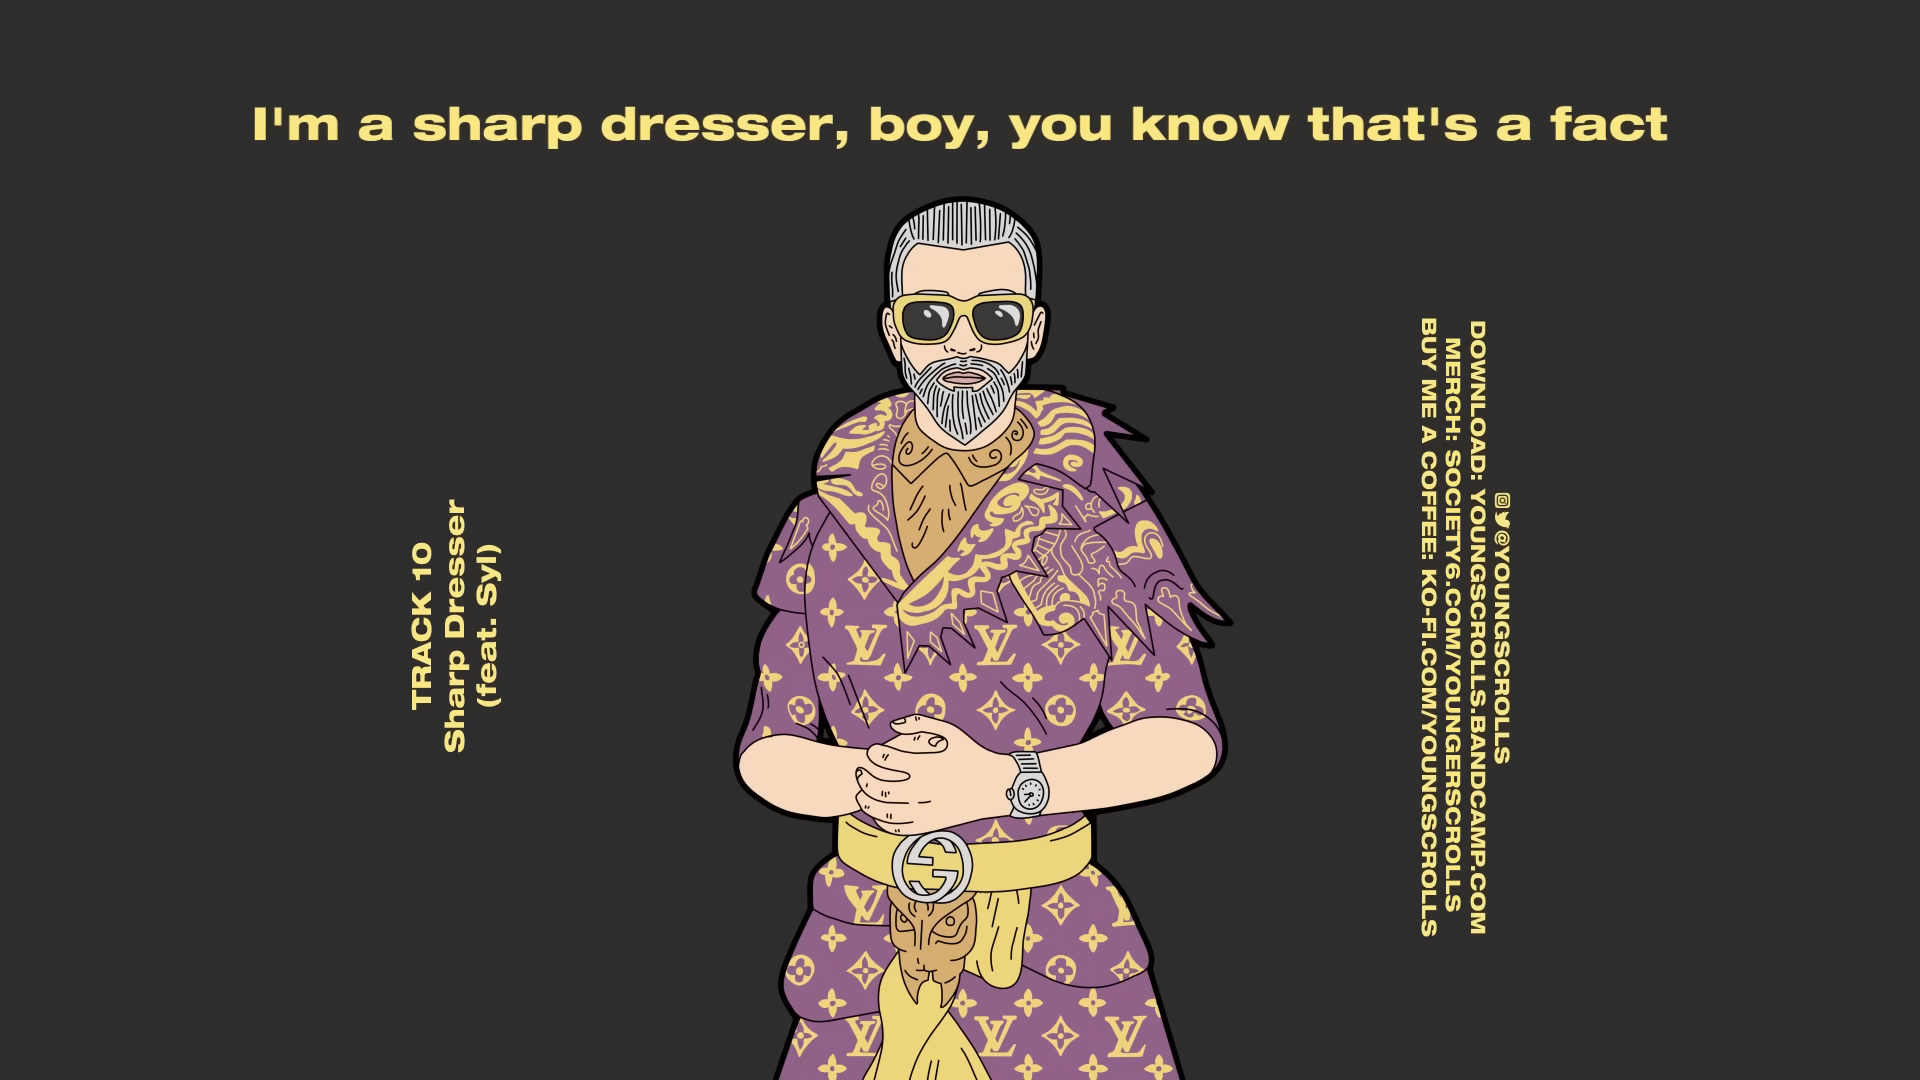 I'm a sharp dresser, boy, you know that's a fact
TRACK 10
Sharp Dresser
(feat. Syl)
@YOUNGSCROLLS
DOWNLOAD: YOUNGSCROLLS.BANDCAMP.COM
MERCH: SOCIETY6.COM/YOUNGERSCROLLS
BUY ME A COFFEE: KO-FI.COM/YOUNGSCROLLS